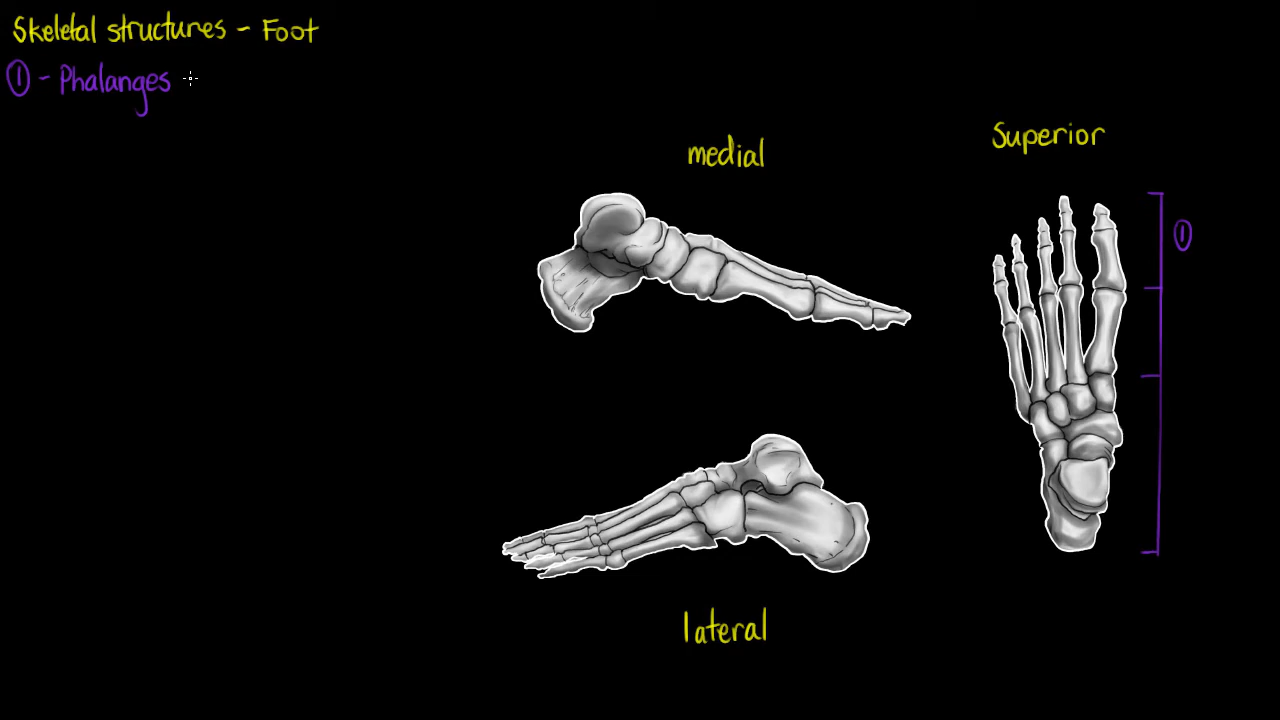 Skeletal structures - Foot
① - Phalanges
medial
Superior
①
lateral